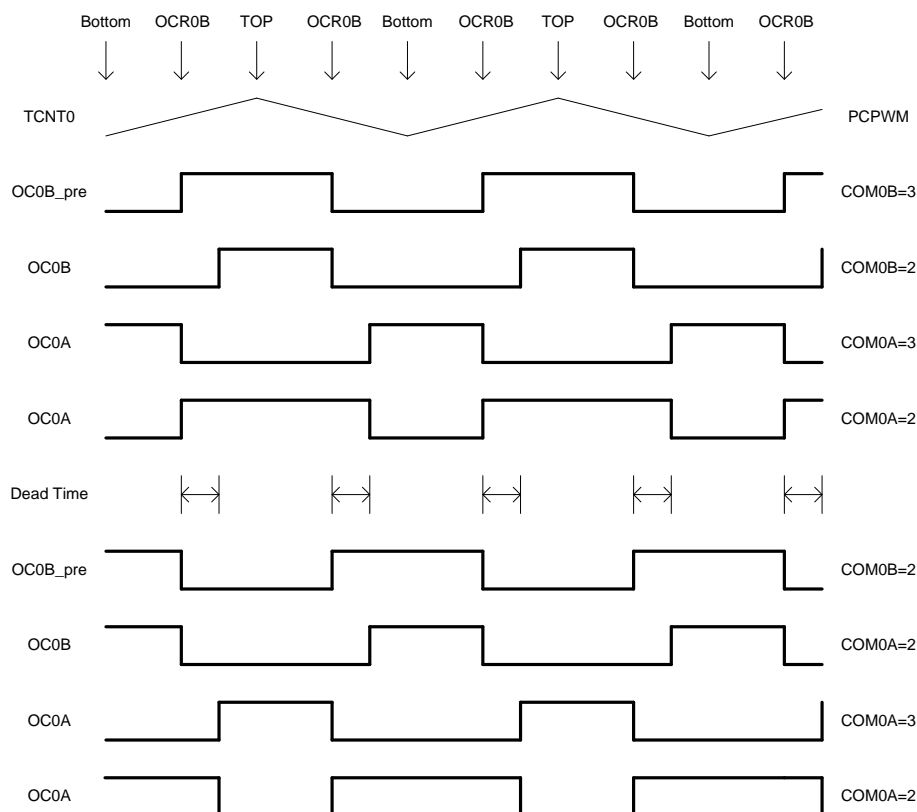 Bottom OCR0B TOP OCR0B Bottom OCR0B TOP OCR0B Bottom OCR0B
TCNT0 PCPWM
OC0B_pre COM0B=3
OC0B COM0B=2
OC0A COM0A=3
OC0A COM0A=2
Dead Time
OC0B_pre COM0B=2
OC0B COM0A=2
OC0A COM0A=3
OC0A COM0A=2